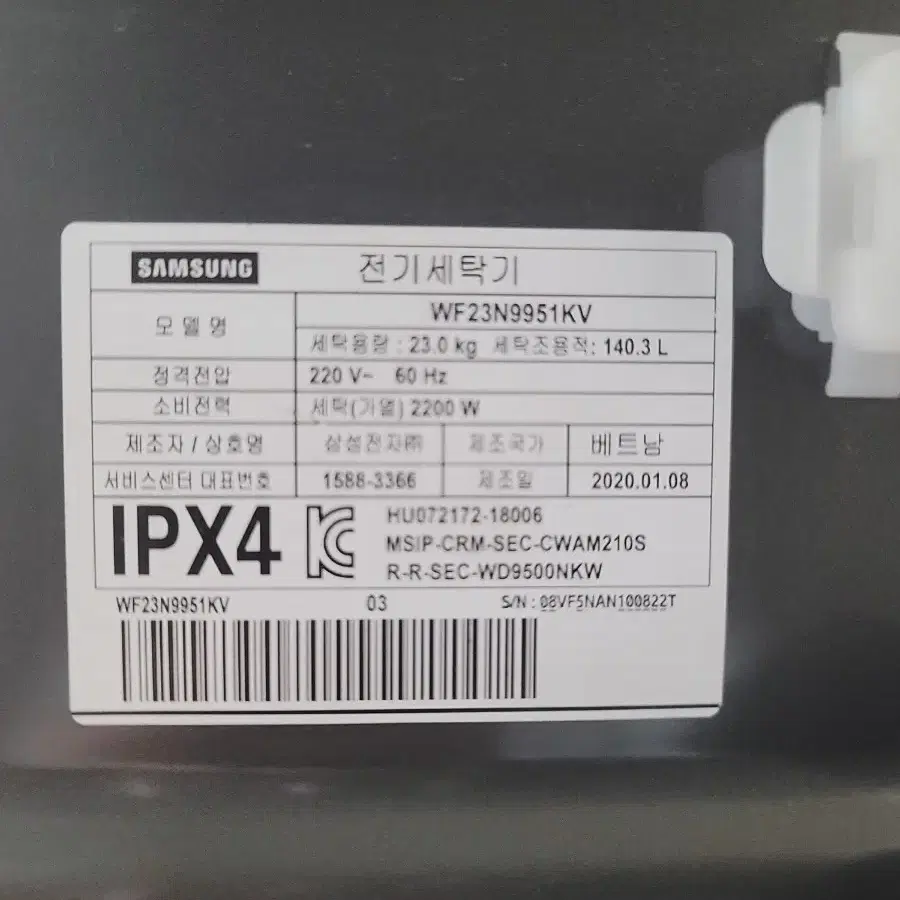 SAMSUNG 전기세탁기
모델명 WF23N9951KV
세탁용량 : 23.0 kg 세탁조용적: 140.3 L
정격전압 220 V~ 60 Hz
소비전력 세탁(가열) 2200 W
제조자 / 상호명 삼성전자㈜ 제조국가 베트남
서비스센터 대표번호 1588-3366 제조일 2020.01.08
IPX4 HU072172-18006
MSIP-CRM-SEC-CWAM210S
R-R-SEC-WD9500NKW
WF23N9951KV 03 S/N : 08VF5NAN100822T